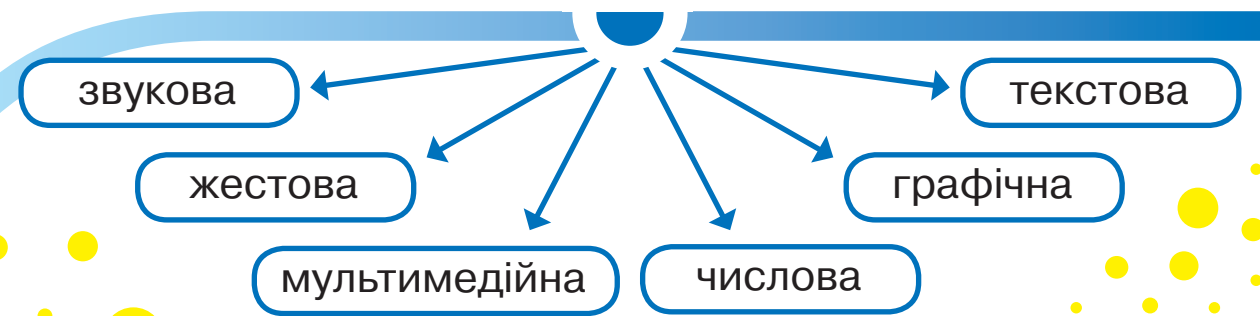 звукова
текстова
жестова
графічна
мультимедійна
числова